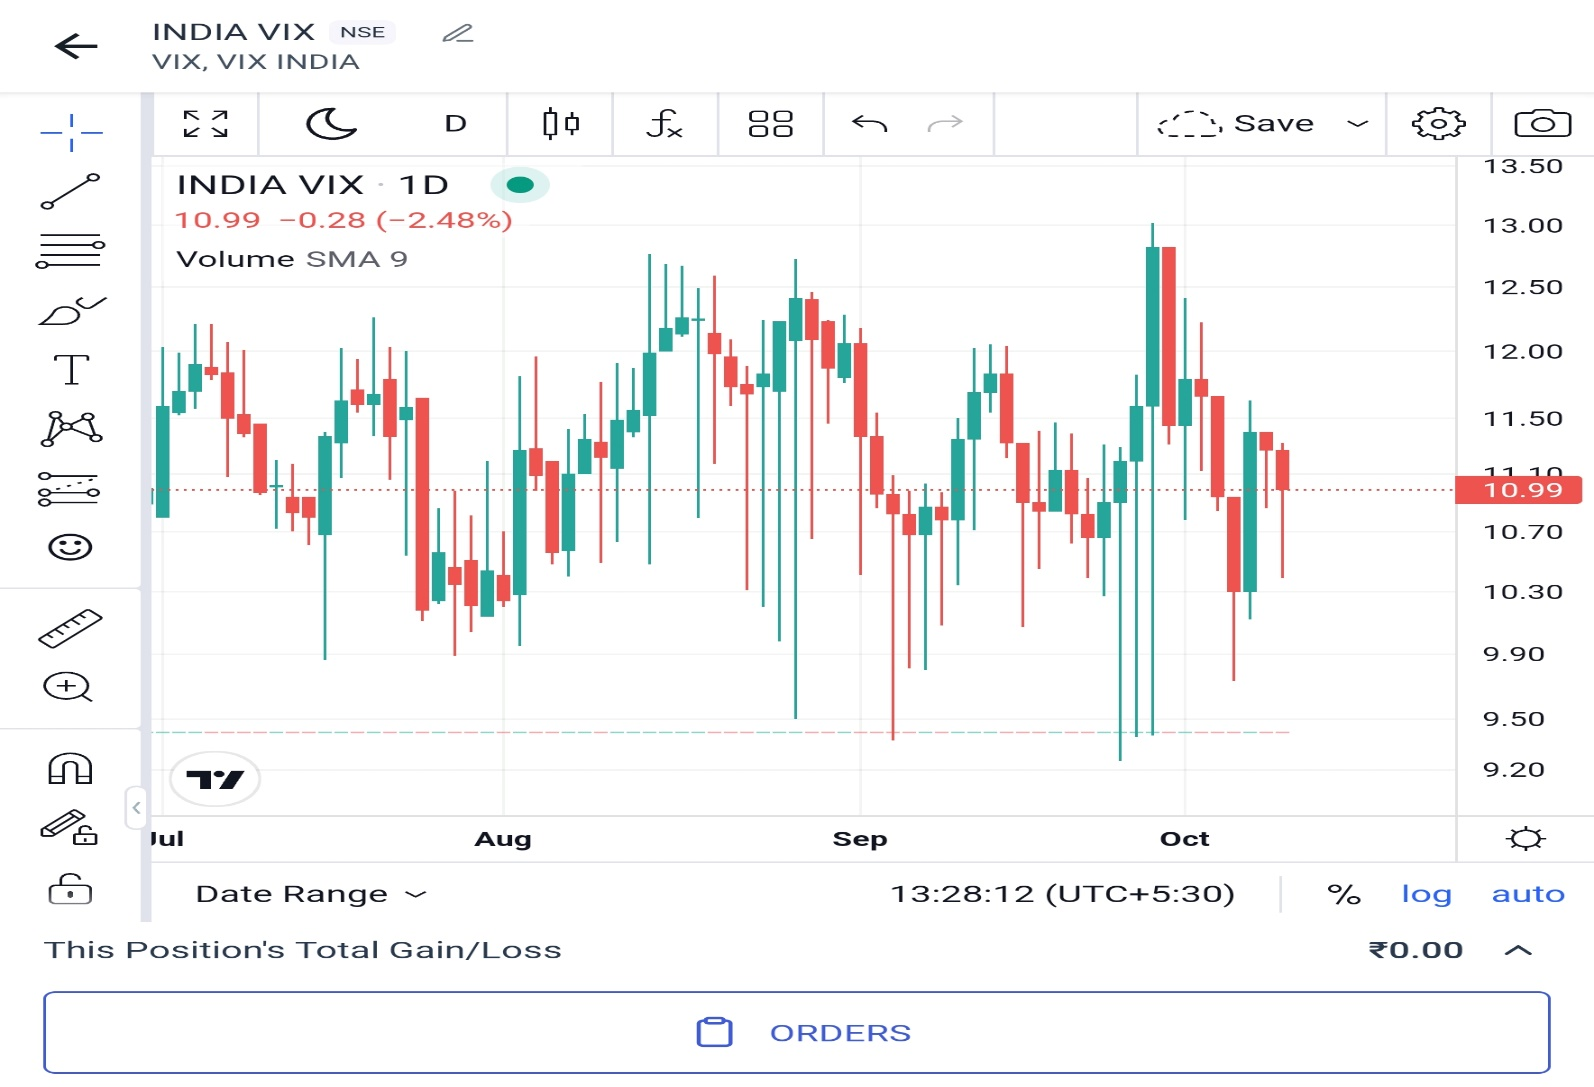 INDIA VIX NSE
VIX, VIX INDIA
D
Save
INDIA VIX · 1D
10.99 −0.28 (−2.48%)
Volume SMA 9
13.50
13.00
12.50
12.00
11.50
11.10
10.99
10.70
10.30
9.90
9.50
9.20
Jul Aug Sep Oct
Date Range 13:28:12 (UTC+5:30) % log auto
This Position's Total Gain/Loss ₹0.00
ORDERS